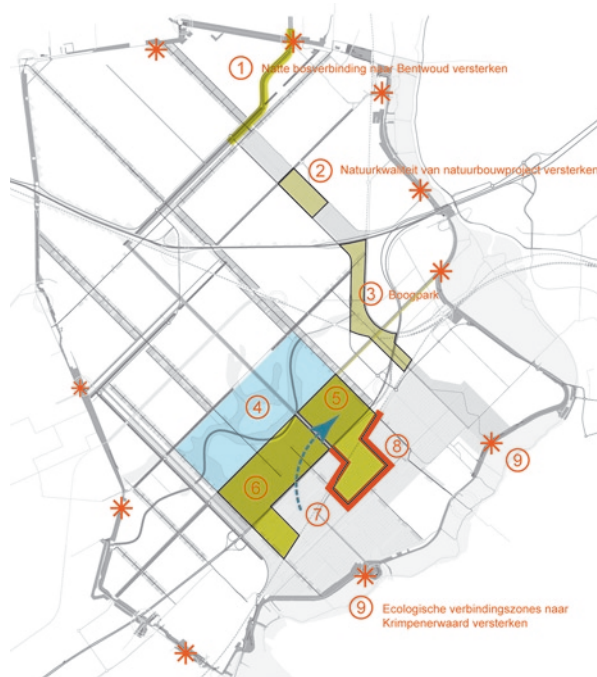 1 Natte bosverbinding naar Bentwoud versterken
2 Natuurkwaliteit van natuurbouwproject versterken
3 Boogpark
4
5
6
7
8
9
9 Ecologische verbindingszones naar
Krimpenerwaard versterken